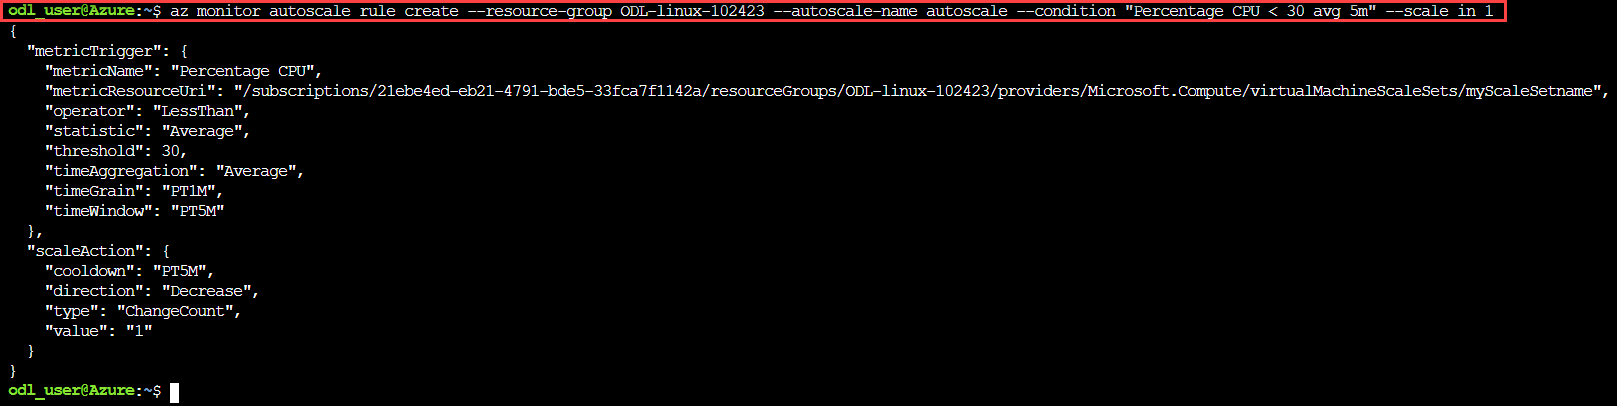 odl_user@Azure:~$ az monitor autoscale rule create --resource-group ODL-linux-102423 --autoscale-name autoscale --condition "Percentage CPU < 30 avg 5m" --scale in 1
{
  "metricTrigger": {
    "metricName": "Percentage CPU",
    "metricResourceUri": "/subscriptions/21ebe4ed-eb21-4791-bde5-33fca7f1142a/resourceGroups/ODL-linux-102423/providers/Microsoft.Compute/virtualMachineScaleSets/myScaleSetname",
    "operator": "LessThan",
    "statistic": "Average",
    "threshold": 30,
    "timeAggregation": "Average",
    "timeGrain": "PT1M",
    "timeWindow": "PT5M"
  },
  "scaleAction": {
    "cooldown": "PT5M",
    "direction": "Decrease",
    "type": "ChangeCount",
    "value": "1"
  }
}
odl_user@Azure:~$